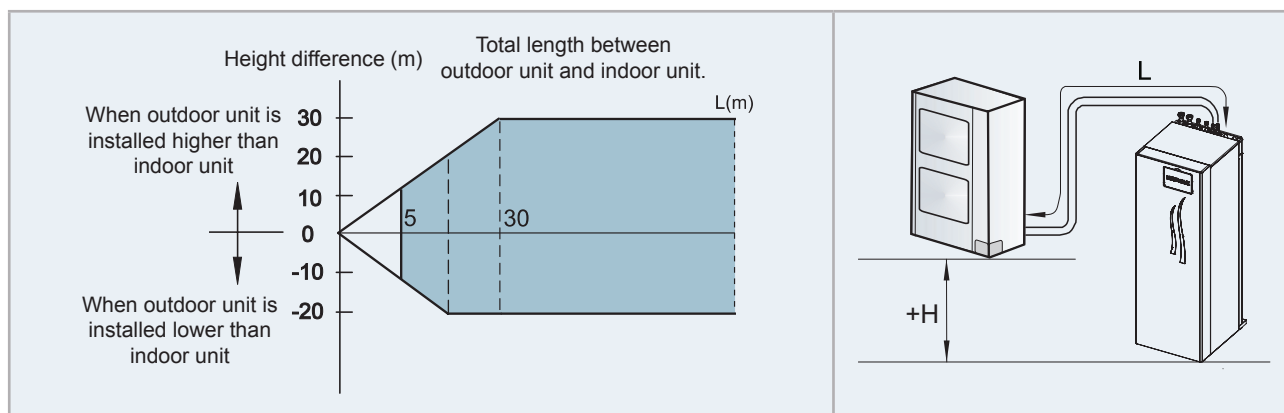 Height difference (m)
Total length between
outdoor unit and indoor unit.
L(m)
When outdoor unit is
installed higher than
indoor unit
30
20
10
0
-10
-20
5
30
When outdoor unit is
installed lower than
indoor unit
L
+H